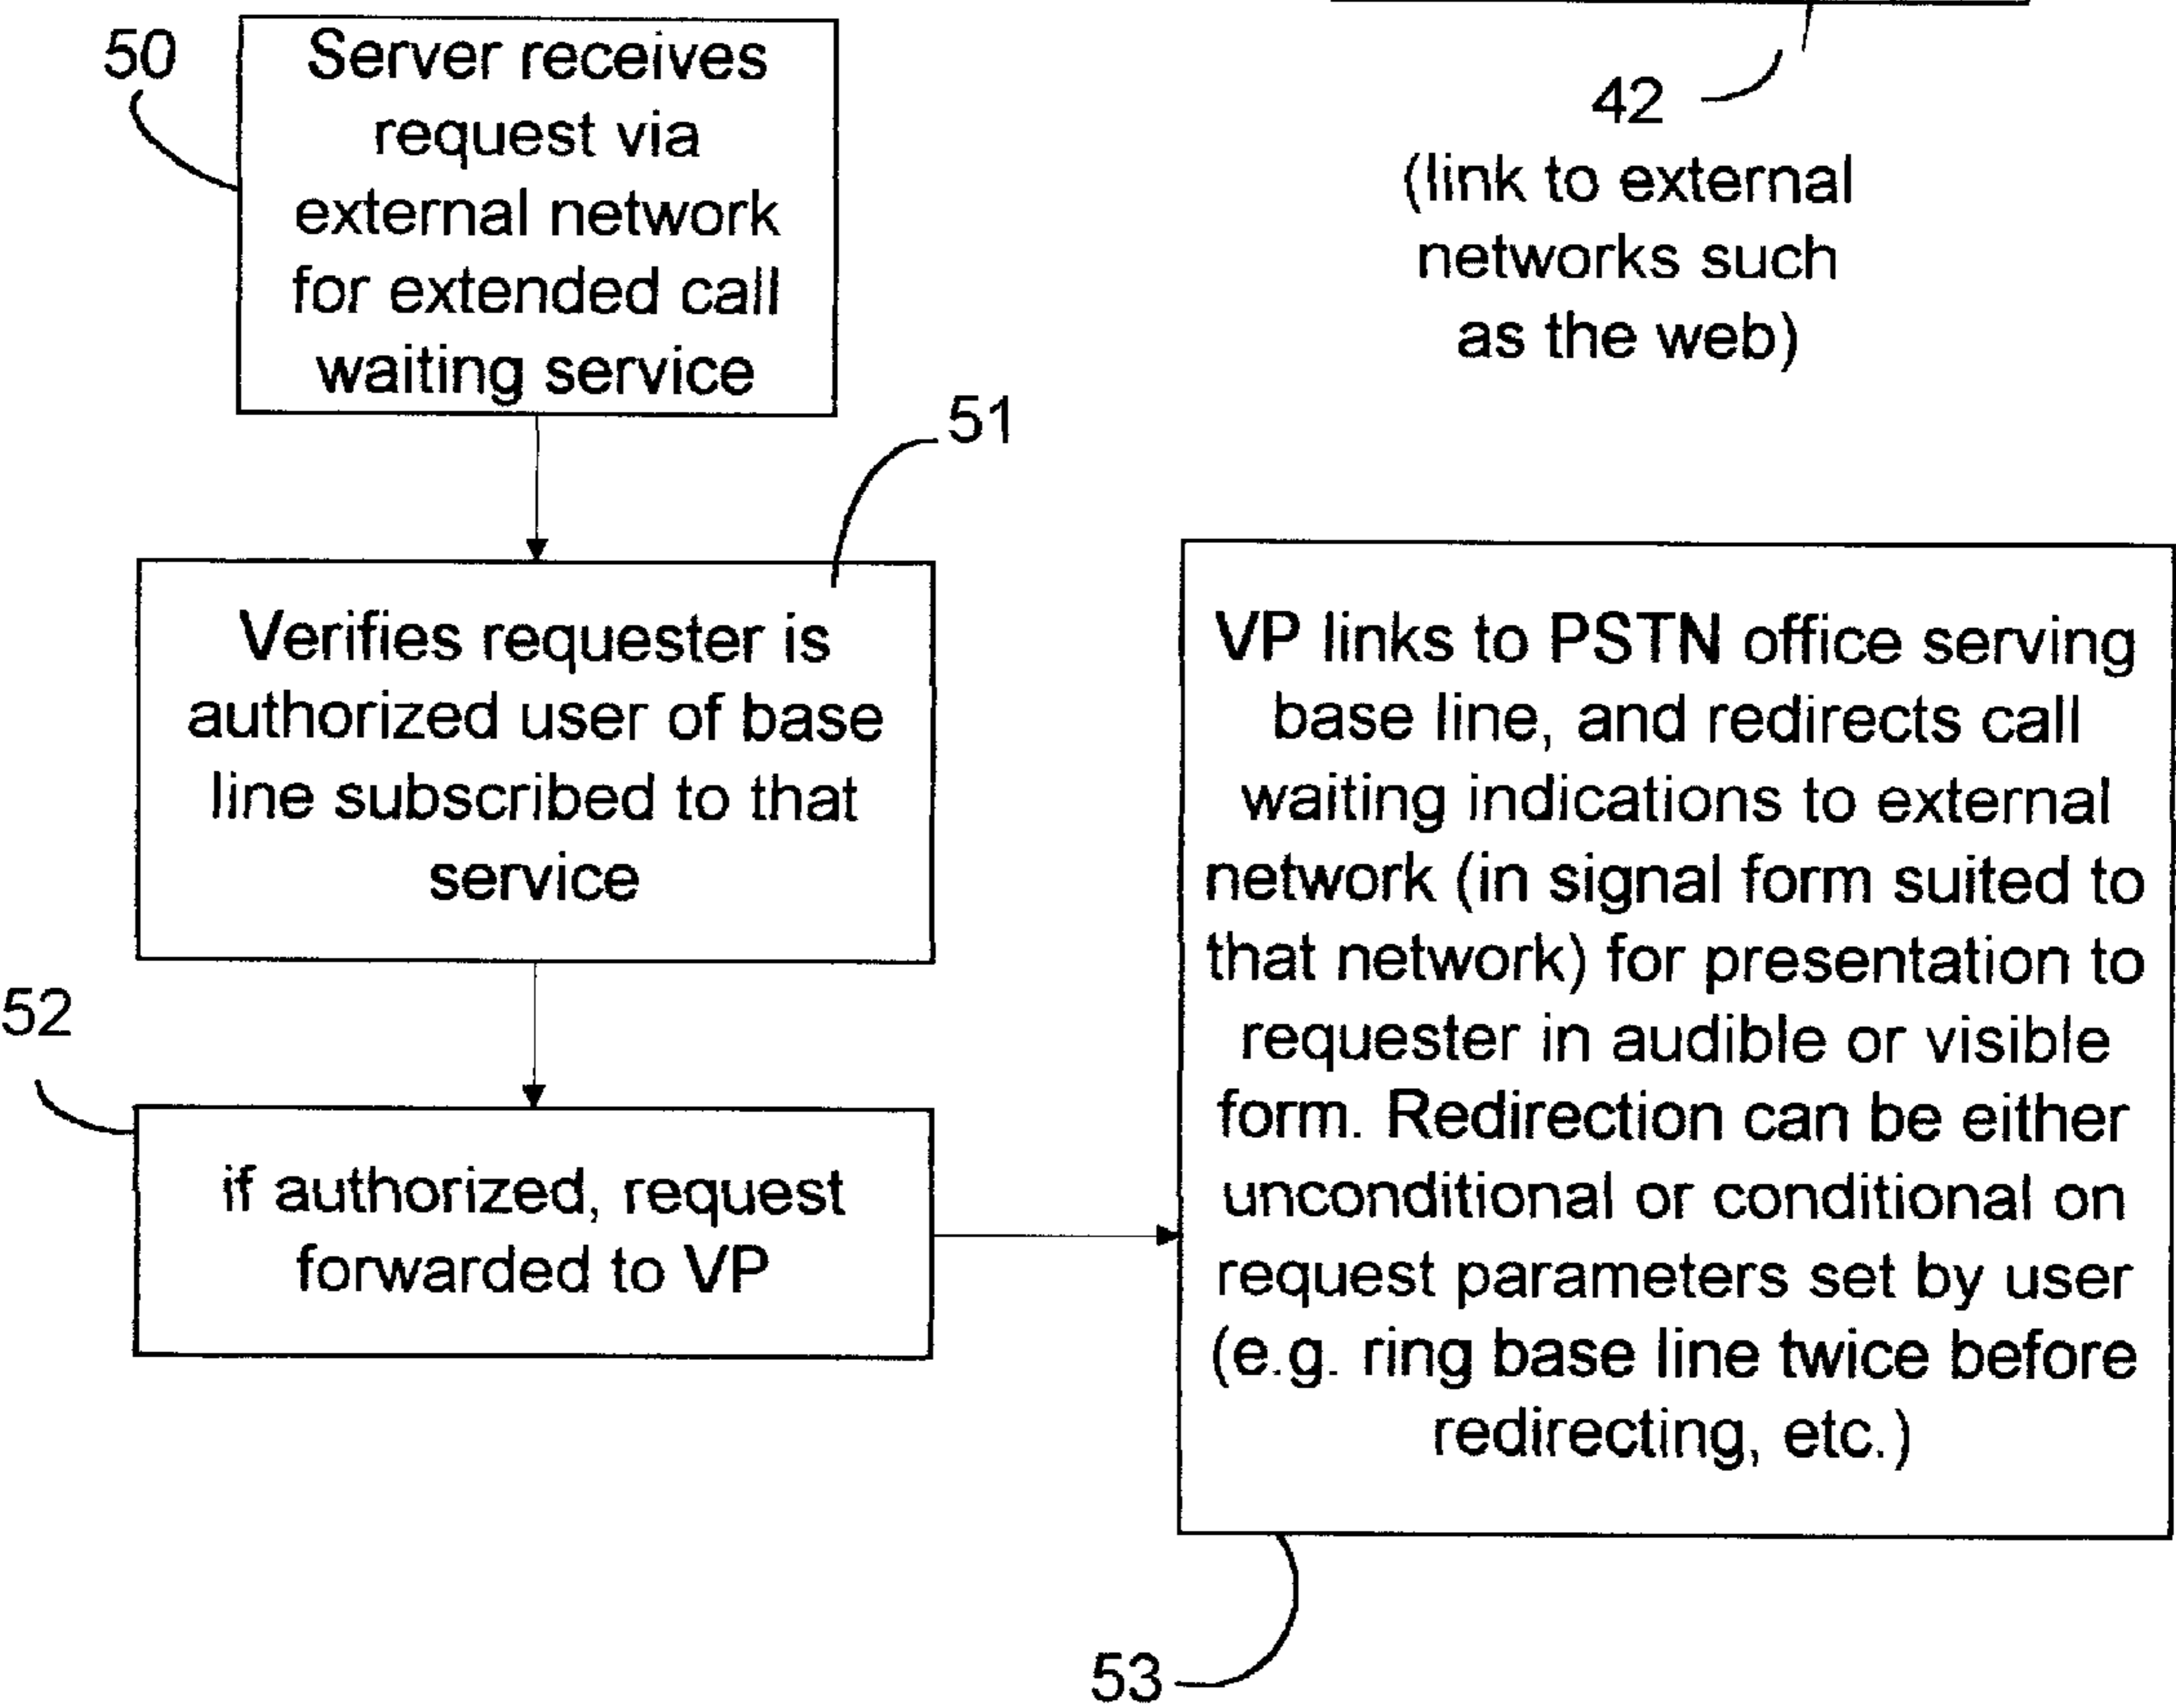 50
Server receives
request via
external network
for extended call
waiting service
42
(link to external
networks such
as the web)
51
Verifies requester is
authorized user of base
line subscribed to that
service
52
if authorized, request
forwarded to VP
VP links to PSTN office serving
base line, and redirects call
waiting indications to external
network (in signal form suited to
that network) for presentation to
requester in audible or visible
form. Redirection can be either
unconditional or conditional on
request parameters set by user
(e.g. ring base line twice before
redirecting, etc.)
53